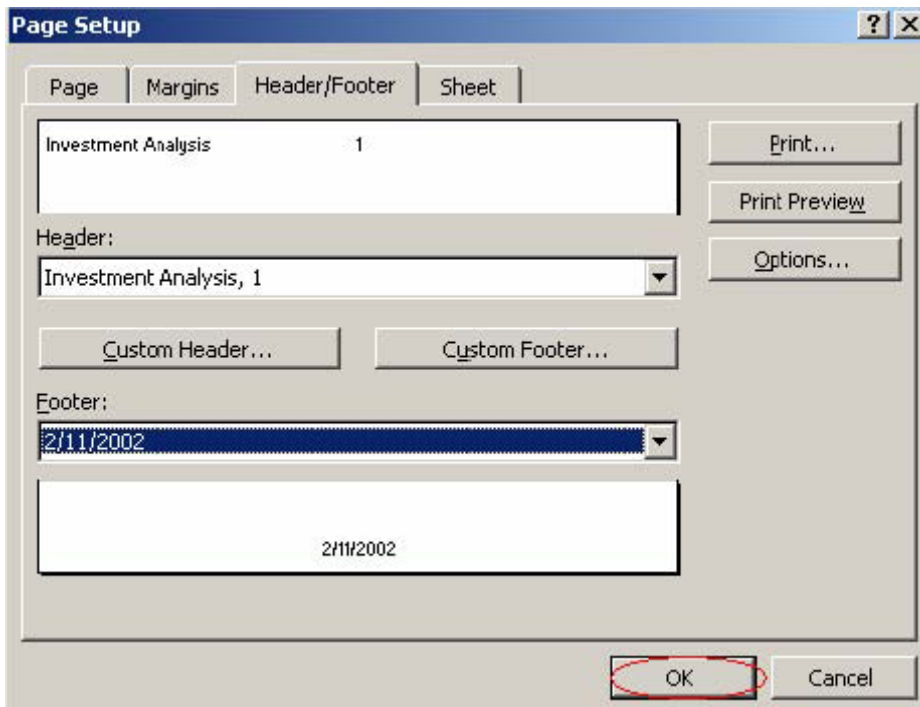 Page Setup
Page Margins Header/Footer Sheet
Investment Analysis 1
Print...
Print Preview
Header:
Investment Analysis, 1
Options...
Custom Header... Custom Footer...
Footer:
2/11/2002
2/11/2002
OK Cancel